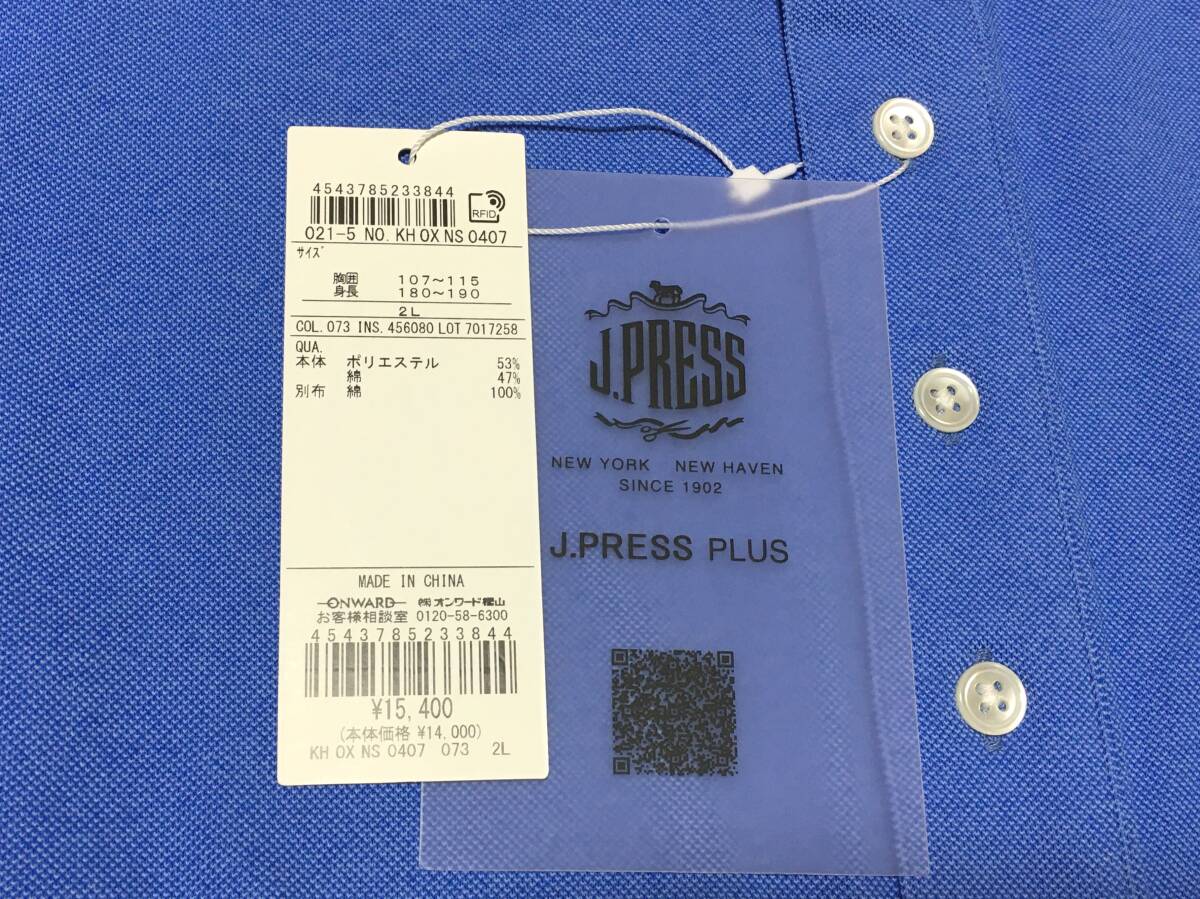 4543785233844
RFID
021-5 NO. KH OX NS 0407
サイズ
胸囲 107~115
身長 180~190
2L
COL. 073 INS. 456080 LOT 7017258
QUA.
本体 ポリエステル 53%
綿 47%
別布 綿 100%
MADE IN CHINA
ONWARD ㈱オンワード樫山
お客様相談室 0120-58-6300
4543785233844
¥15,400
(本体価格 ¥14,000)
KH OX NS 0407 073 2L
J.PRESS
NEW YORK NEW HAVEN
SINCE 1902
J.PRESS PLUS